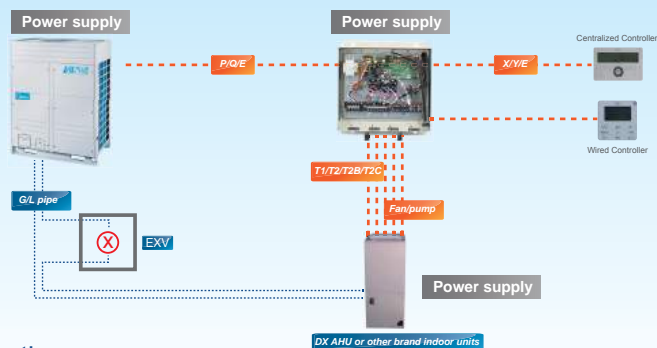 Power supply
Power supply
Centralized Controller
P/Q/E
X/Y/E
Wired Controller
T1/T2/T2B/T2C
G/L pipe
Fan/pump
X
EXV
Power supply
DX AHU or other brand indoor units